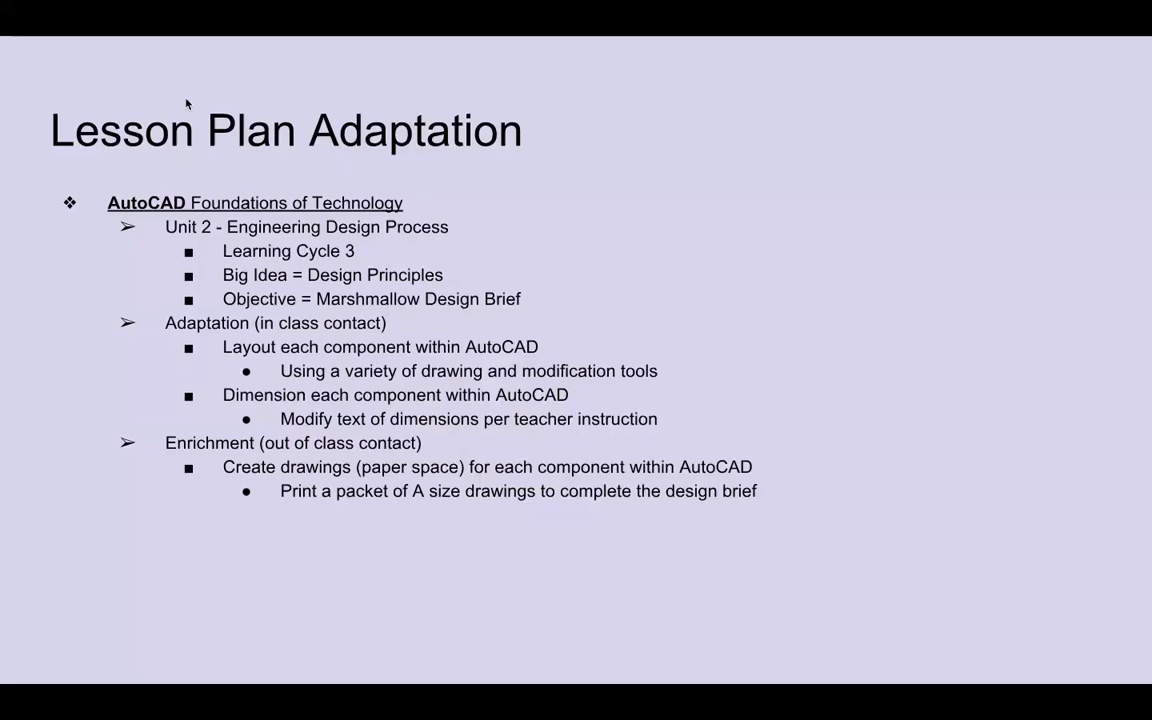 Lesson Plan Adaptation
❖ AutoCAD Foundations of Technology
➢ Unit 2 - Engineering Design Process
■ Learning Cycle 3
■ Big Idea = Design Principles
■ Objective = Marshmallow Design Brief
➢ Adaptation (in class contact)
■ Layout each component within AutoCAD
● Using a variety of drawing and modification tools
■ Dimension each component within AutoCAD
● Modify text of dimensions per teacher instruction
➢ Enrichment (out of class contact)
■ Create drawings (paper space) for each component within AutoCAD
● Print a packet of A size drawings to complete the design brief